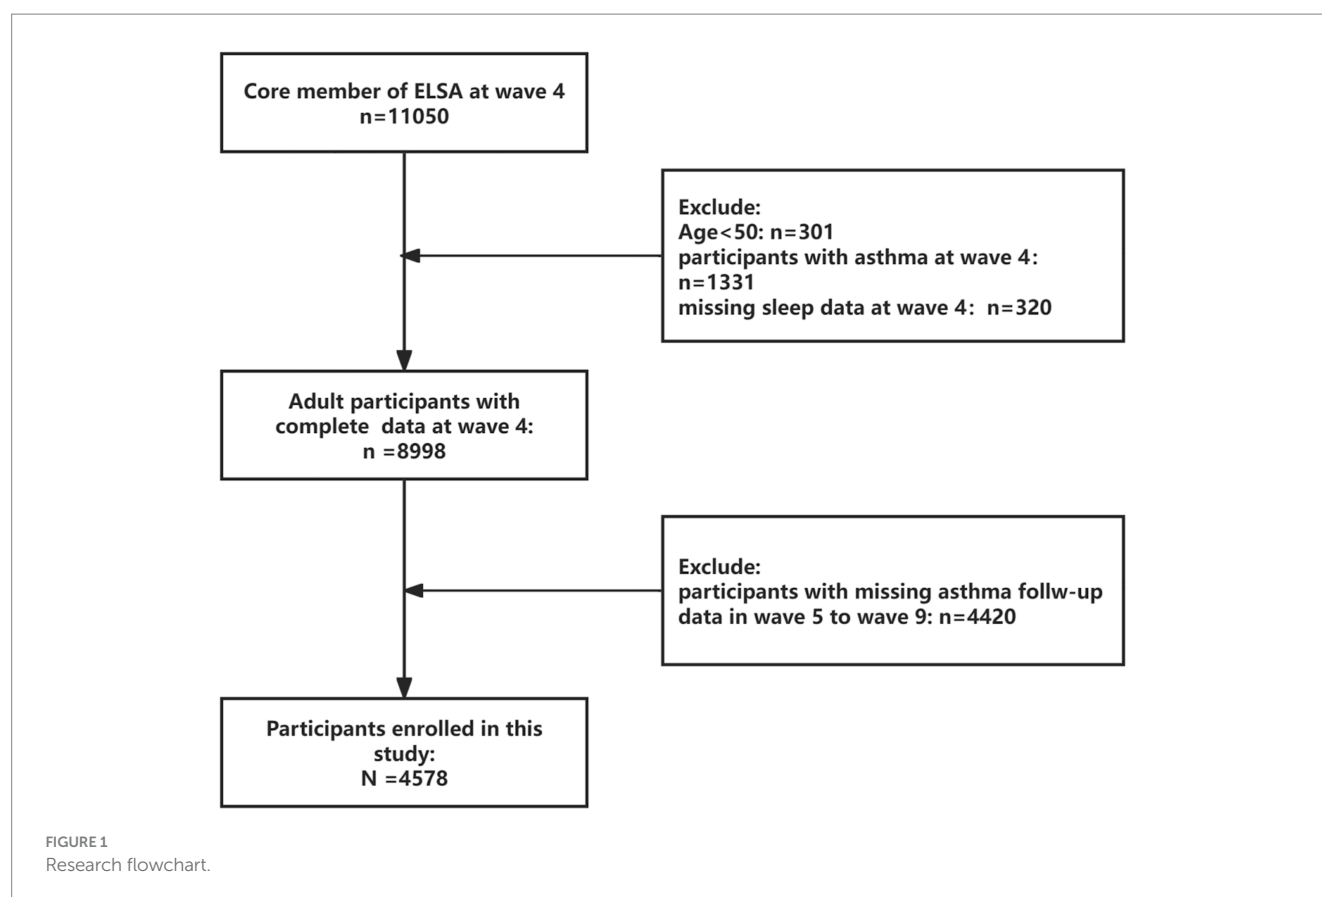 Core member of ELSA at wave 4
n=11050
Exclude:
Age<50: n=301
participants with asthma at wave 4:
n=1331
missing sleep data at wave 4:  n=320
Adult participants with
complete  data at wave 4:
n =8998
Exclude:
participants with missing asthma follw-up
data in wave 5 to wave 9: n=4420
Participants enrolled in this
study:
N =4578
FIGURE 1
Research flowchart.